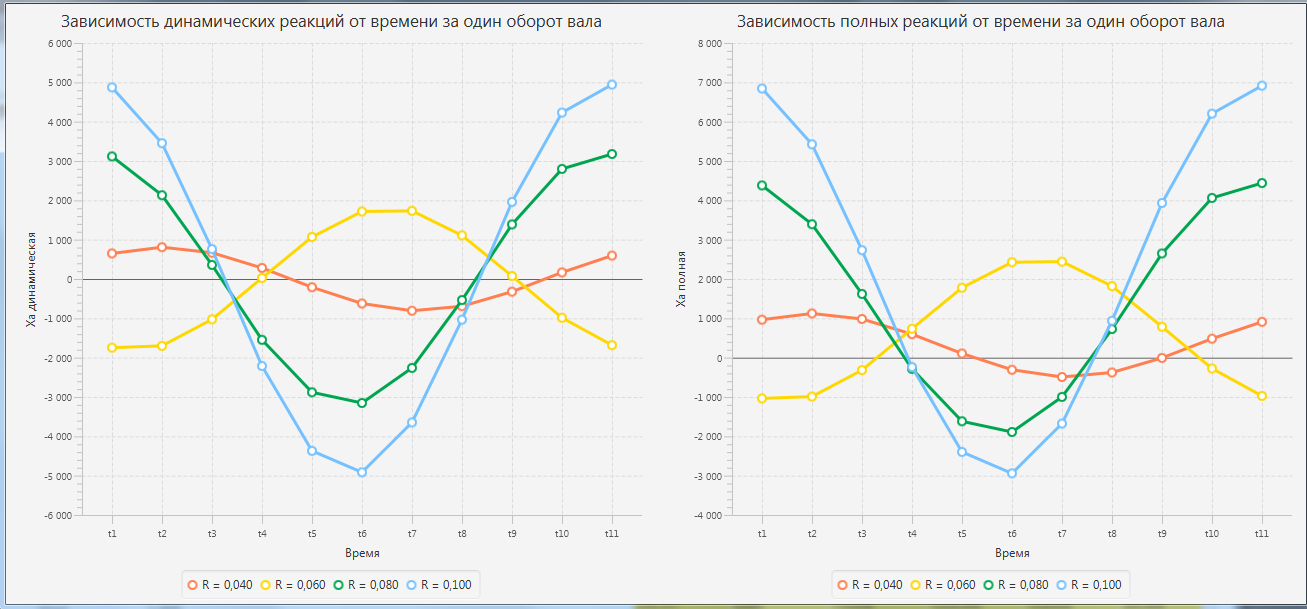 Зависимость динамических реакций от времени за один оборот вала
Xa динамическая
6 000
5 000
4 000
3 000
2 000
1 000
0
-1 000
-2 000
-3 000
-4 000
-5 000
-6 000
t1 t2 t3 t4 t5 t6 t7 t8 t9 t10 t11
Время
R = 0,040 R = 0,060 R = 0,080 R = 0,100
Зависимость полных реакций от времени за один оборот вала
Xa полная
8 000
7 000
6 000
5 000
4 000
3 000
2 000
1 000
0
-1 000
-2 000
-3 000
-4 000
t1 t2 t3 t4 t5 t6 t7 t8 t9 t10 t11
Время
R = 0,040 R = 0,060 R = 0,080 R = 0,100